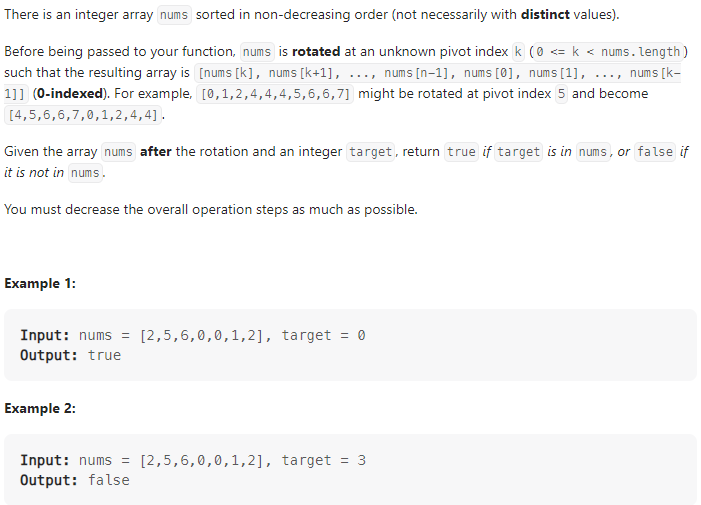 There is an integer array nums sorted in non-decreasing order (not necessarily with distinct values).
Before being passed to your function, nums is rotated at an unknown pivot index k (0 <= k < nums.length)
such that the resulting array is [nums[k], nums[k+1], ..., nums[n-1], nums[0], nums[1], ..., nums[k-
1]] (0-indexed). For example, [0,1,2,4,4,4,5,6,6,7] might be rotated at pivot index 5 and become
[4,5,6,6,7,0,1,2,4,4].
Given the array nums after the rotation and an integer target, return true if target is in nums, or false if
it is not in nums.
You must decrease the overall operation steps as much as possible.
Example 1:
Input: nums = [2,5,6,0,0,1,2], target = 0
Output: true
Example 2:
Input: nums = [2,5,6,0,0,1,2], target = 3
Output: false